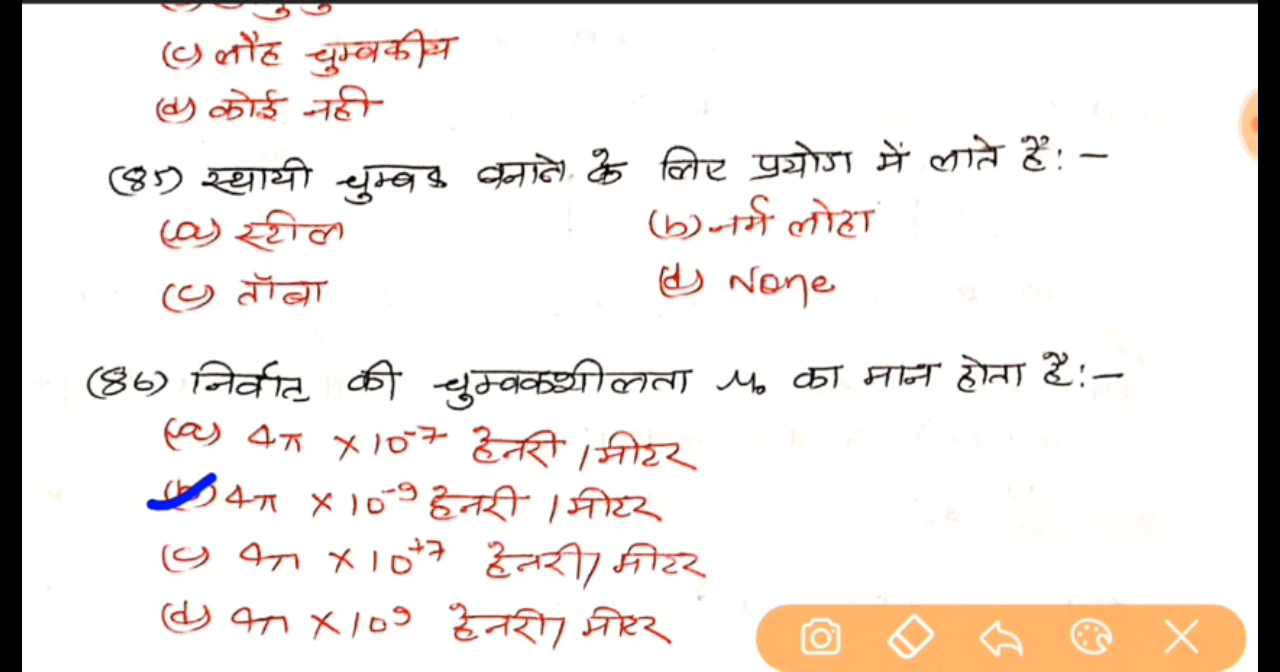 (c) लौह चुम्बकीय
(d) कोई नही
(85) स्थायी चुम्बक बनाते के लिए प्रयोग में लाते हैं:-
(a) स्टील (b) नर्म लोहा
(c) ताँबा (d) None
(86) निर्वात की चुम्बकशीलता μ₀ का मान होता है:-
(a) 4π × 10⁻⁷ हेनरी /मीटर
(b) 4π × 10⁻⁹ हेनरी /मीटर
(c) 4π × 10⁺⁷ हेनरी/ मीटर
(d) 4π × 10⁹ हेनरी/ मीटर